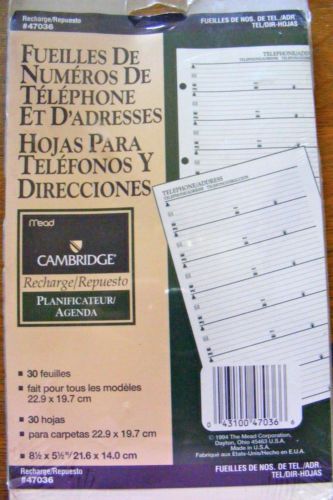 Recharge/Repuesto
#47036
FUEILLES DE NOS. DE TEL./ADR.
TEL/DIR-HOJAS
FUEILLES DE
NUMÉROS DE
TÉLÉPHONE
ET D'ADRESSES
HOJAS PARA
TELÉFONOS Y
DIRECCIONES
TELEPHONE/ADDRESS
TELEPHONE/ADDRESS
Mead
CAMBRIDGE®
Recharge/Repuesto
PLANIFICATEUR/
AGENDA
30 feuilles
fait pour tous les modèles
22.9 x 19.7 cm
30 hojas
para carpetas 22.9 x 19.7 cm
8½ x 5½"/21.6 x 14.0 cm
0 43100 47036 6
© 1994 The Mead Corporation,
Dayton, Ohio 45463 U.S.A.
Made in U.S.A.
Fabriqué aux Etats-Unis/Hecho en E.U.A.
Recharge/Repuesto
#47036
FUEILLES DE NOS. DE TEL./ADR.
TEL/DIR-HOJAS